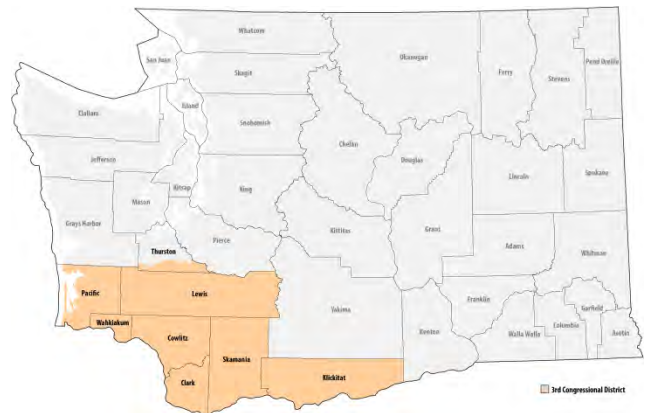 Whatcom
San Juan
Okanogan
Ferry
Pend Oreille
Stevens
Skagit
Island
Clallam
Snohomish
Chelan
Jefferson
Douglas
Kitsap
King
Lincoln
Spokane
Mason
Grays Harbor
Kittitas
Grant
Thurston
Pierce
Adams
Whitman
Pacific
Lewis
Yakima
Franklin
Garfield
Wahkiakum
Benton
Walla Walla
Columbia
Asotin
Cowlitz
Skamania
Clark
Klickitat
3rd Congressional District